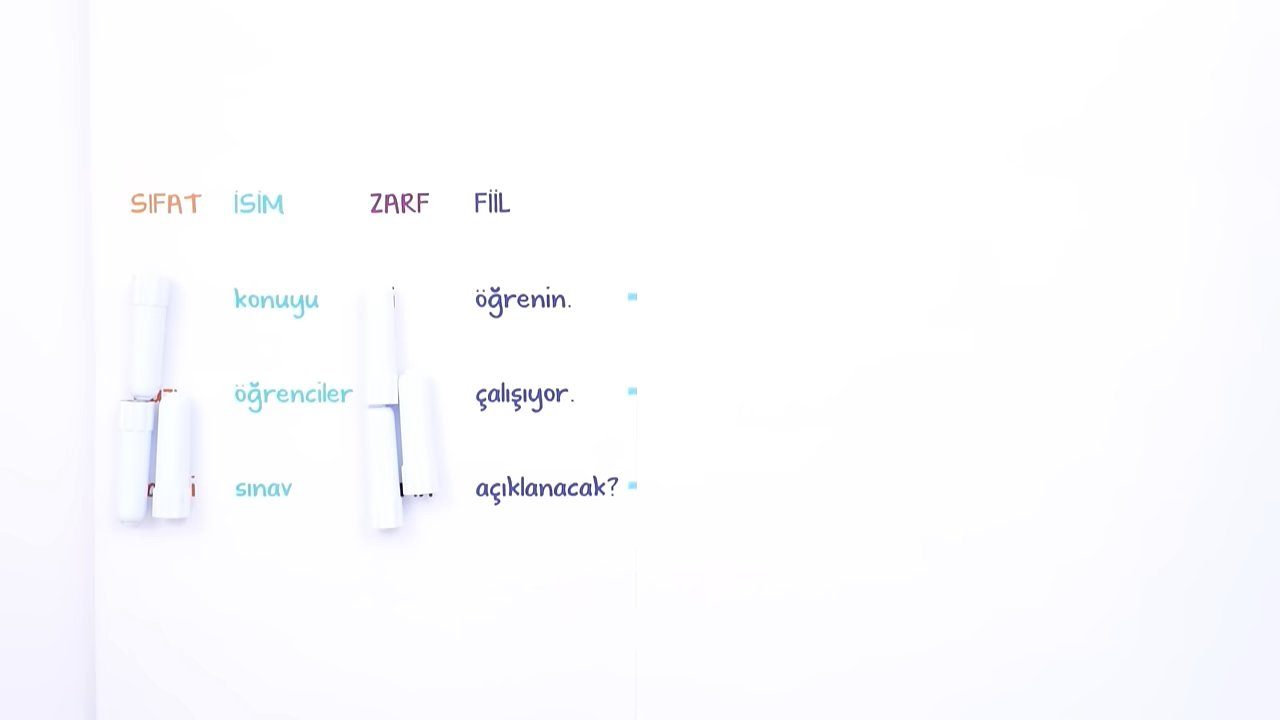 SIFAT İSİM ZARF FİİL
konuyu öğrenin.
öğrenciler çalışıyor.
sınav açıklanacak?